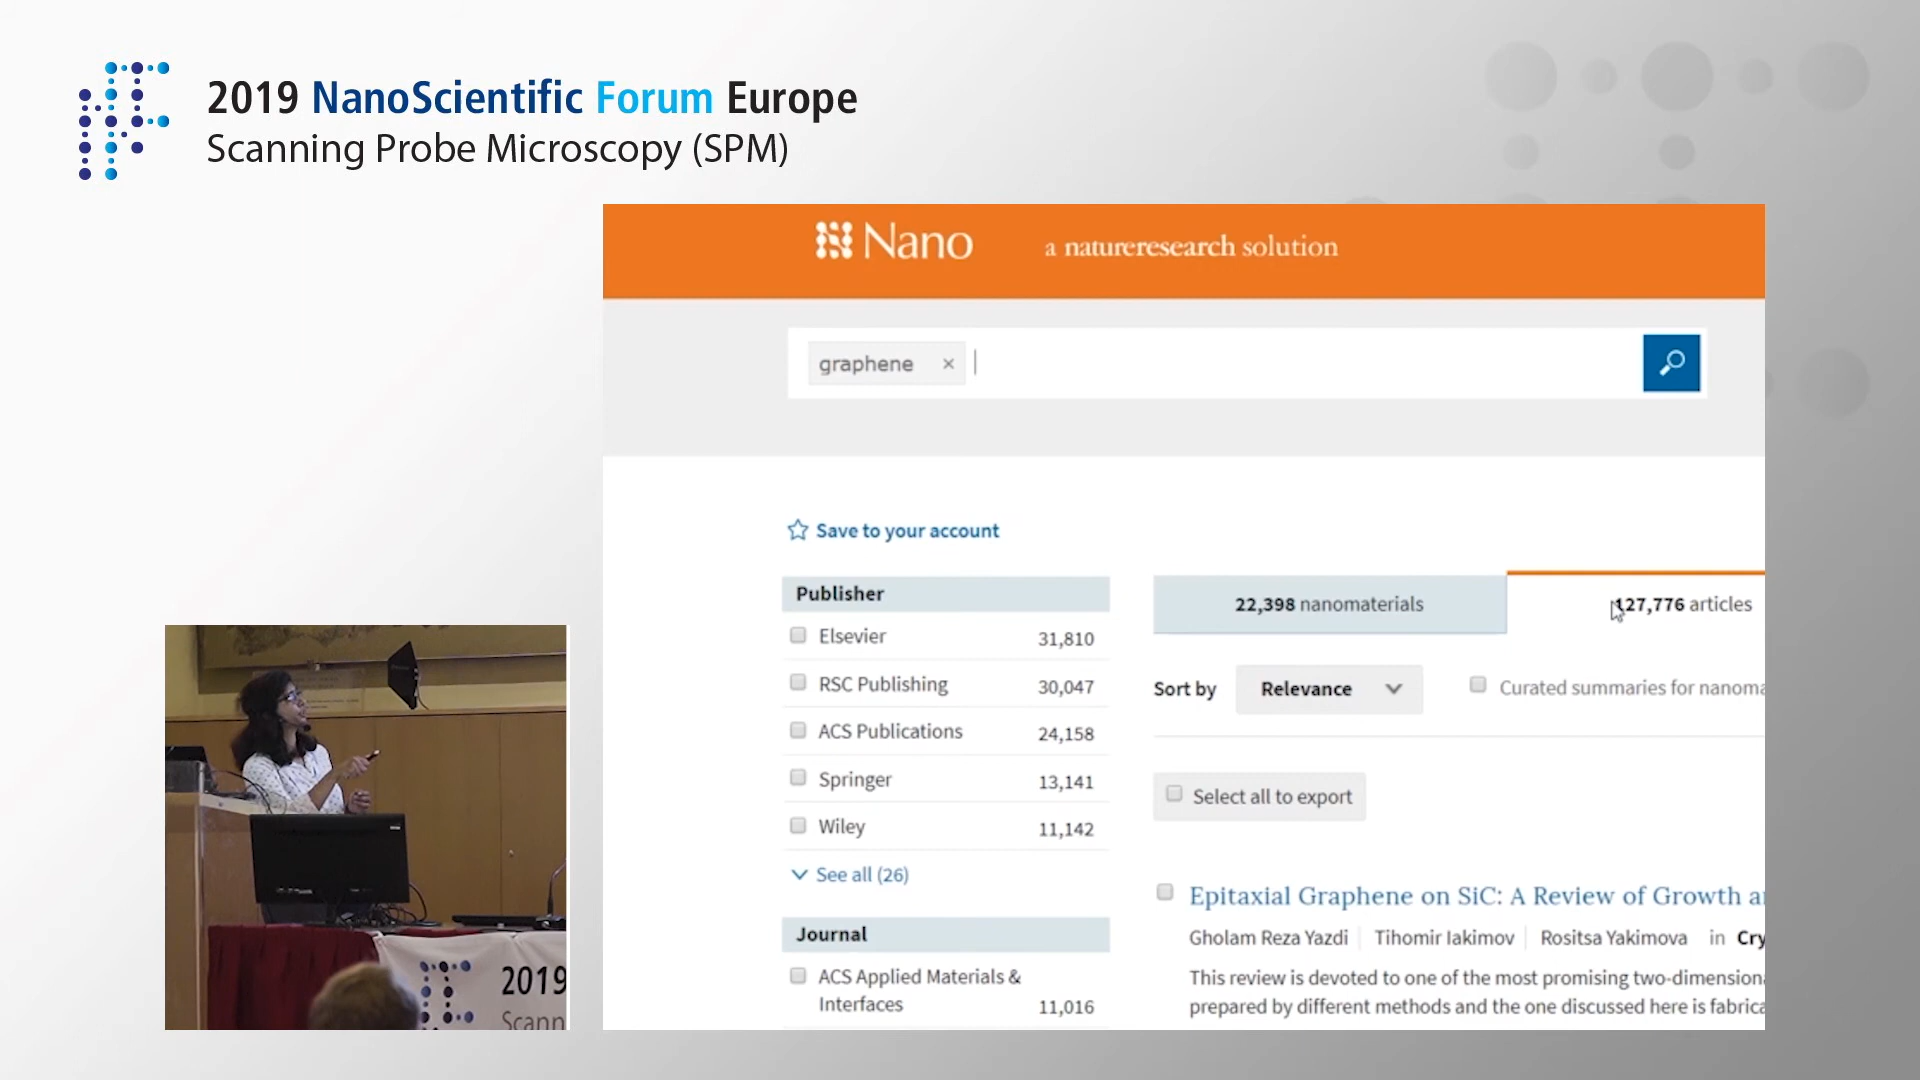 2019 NanoScientific Forum Europe
Scanning Probe Microscopy (SPM)
Nano
a natureresearch solution
graphene ×
Save to your account
Publisher
Elsevier 31,810
RSC Publishing 30,047
ACS Publications 24,158
Springer 13,141
Wiley 11,142
See all (26)
Journal
ACS Applied Materials &
Interfaces 11,016
22,398 nanomaterials
127,776 articles
Sort by Relevance
Curated summaries for nanoma
Select all to export
Epitaxial Graphene on SiC: A Review of Growth a
Gholam Reza Yazdi Tihomir Iakimov Rositsa Yakimova in Cry
This review is devoted to one of the most promising two-dimensiona
prepared by different methods and the one discussed here is fabrica
2019
Scann